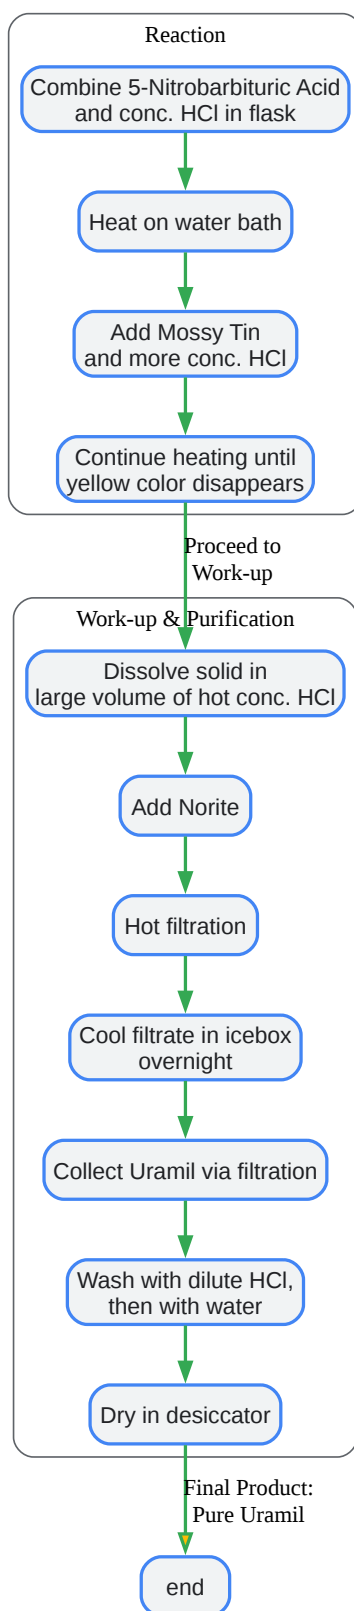 Reaction
Combine 5-Nitrobarbituric Acid
and conc. HCl in flask
Heat on water bath
Add Mossy Tin
and more conc. HCl
Continue heating until
yellow color disappears
Proceed to
Work-up
Work-up & Purification
Dissolve solid in
large volume of hot conc. HCl
Add Norite
Hot filtration
Cool filtrate in icebox
overnight
Collect Uramil via filtration
Wash with dilute HCl,
then with water
Dry in desiccator
Final Product:
Pure Uramil
end